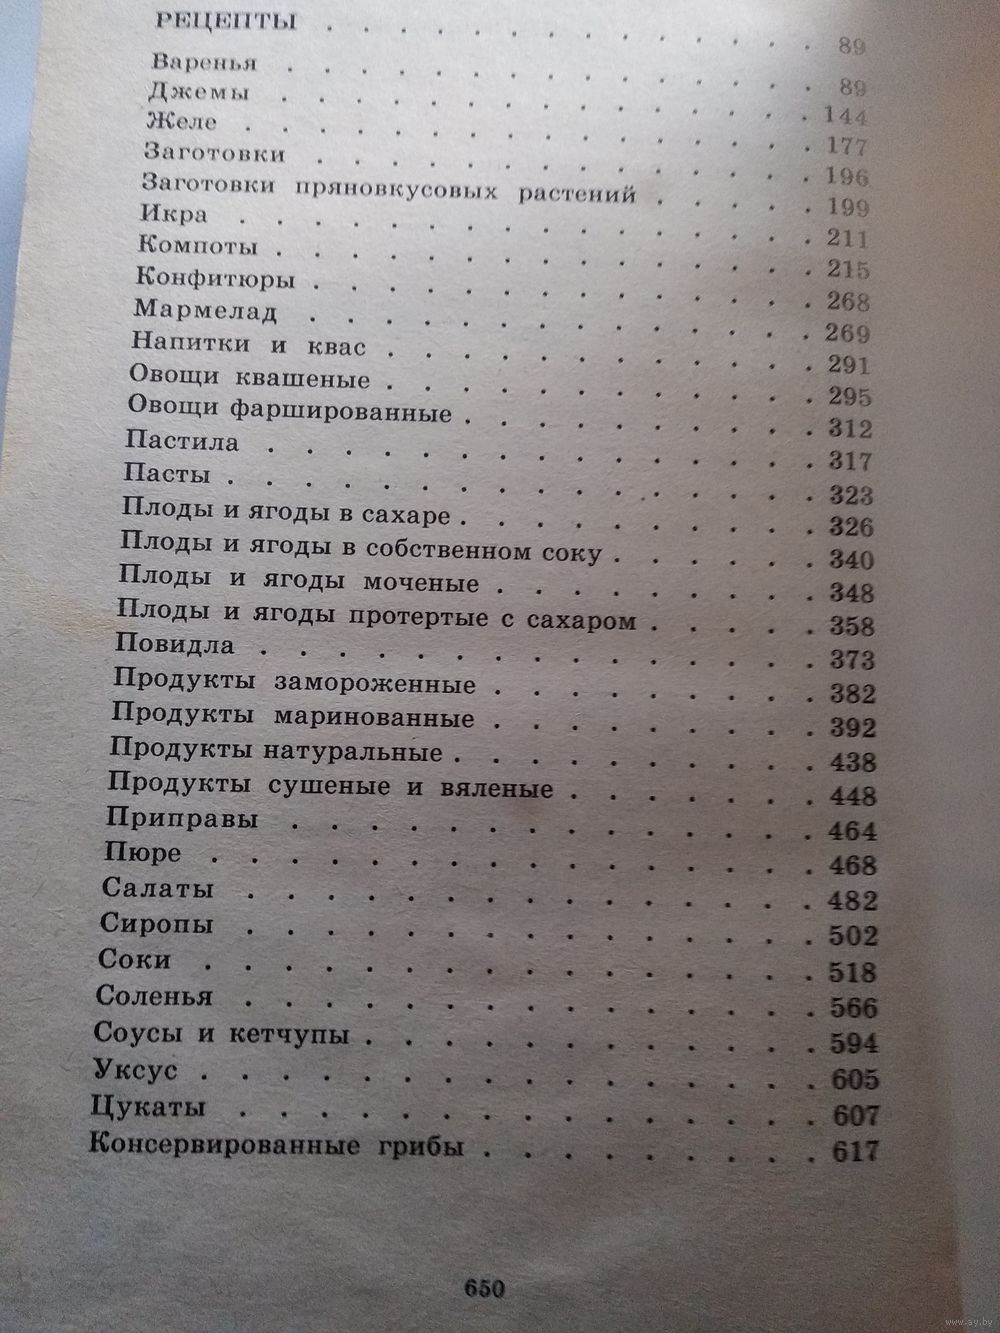 РЕЦЕПТЫ . . . . . . . . . . . . . 89
Варенья . . . . . . . . . . . . . . 89
Джемы . . . . . . . . . . . . . . 144
Желе . . . . . . . . . . . . . . . 177
Заготовки . . . . . . . . . . . . . 196
Заготовки пряновкусовых растений . . . . . 199
Икра . . . . . . . . . . . . . . . 211
Компоты . . . . . . . . . . . . . . 215
Конфитюры . . . . . . . . . . . . . 268
Мармелад . . . . . . . . . . . . . 269
Напитки и квас . . . . . . . . . . . 291
Овощи квашеные . . . . . . . . . . . 295
Овощи фаршированные . . . . . . . . . 312
Пастила . . . . . . . . . . . . . . 317
Пасты . . . . . . . . . . . . . . . 323
Плоды и ягоды в сахаре . . . . . . . . . 326
Плоды и ягоды в собственном соку . . . . . . 340
Плоды и ягоды моченые . . . . . . . . . 348
Плоды и ягоды протертые с сахаром . . . . . 358
Повидла . . . . . . . . . . . . . . 373
Продукты замороженные . . . . . . . . . 382
Продукты маринованные . . . . . . . . . 392
Продукты натуральные . . . . . . . . . . 438
Продукты сушеные и вяленые . . . . . . . 448
Приправы . . . . . . . . . . . . . . 464
Пюре . . . . . . . . . . . . . . . 468
Салаты . . . . . . . . . . . . . . 482
Сиропы . . . . . . . . . . . . . . 502
Соки . . . . . . . . . . . . . . . 518
Соленья . . . . . . . . . . . . . . 566
Соусы и кетчупы . . . . . . . . . . . 594
Уксус . . . . . . . . . . . . . . . 605
Цукаты . . . . . . . . . . . . . . 607
Консервированные грибы . . . . . . . . . 617
650
www.ay.by